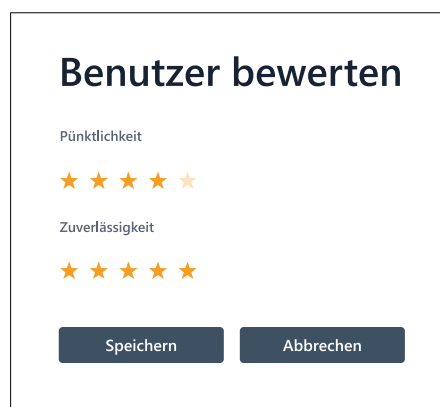 Benutzer bewerten
Pünktlichkeit
Zuverlässigkeit
Speichern Abbrechen